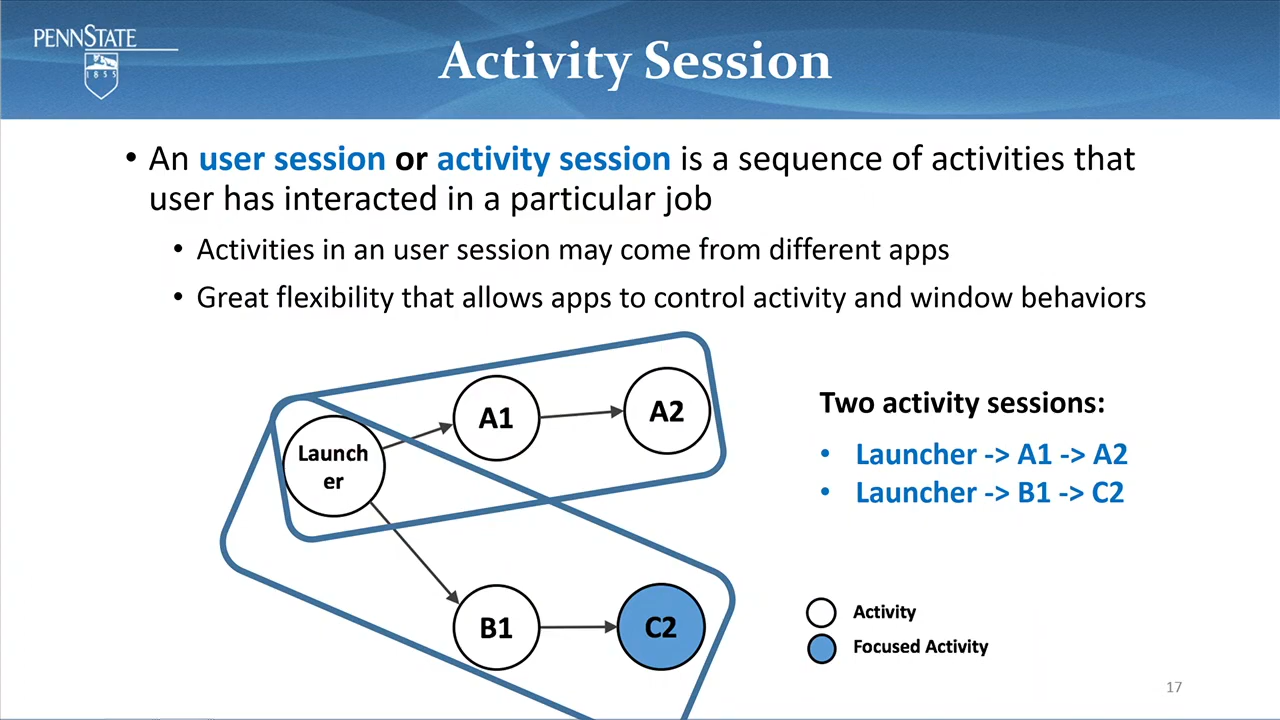 PENNSTATE
1855
Activity Session
• An user session or activity session is a sequence of activities that
user has interacted in a particular job
• Activities in an user session may come from different apps
• Great flexibility that allows apps to control activity and window behaviors
Launch
er
A1
A2
B1
C2
Two activity sessions:
• Launcher -> A1 -> A2
• Launcher -> B1 -> C2
Activity
Focused Activity
17